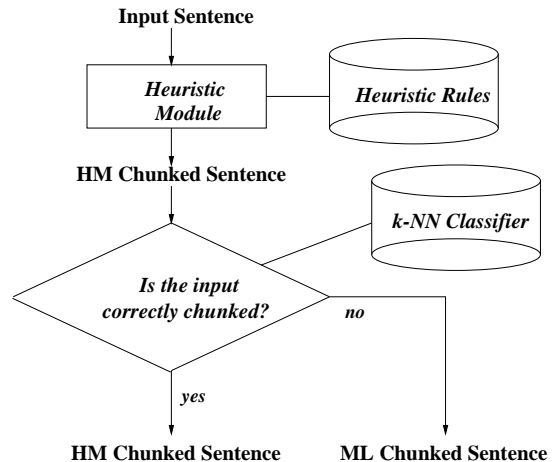 Input Sentence
Heuristic
Module
Heuristic Rules
HM Chunked Sentence
k-NN Classifier
Is the input
correctly chunked?
no
yes
HM Chunked Sentence
ML Chunked Sentence